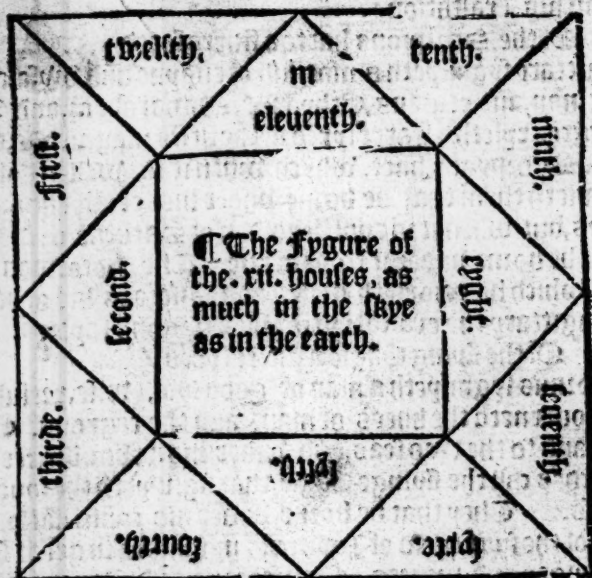 twelfth.
tenth.
m
eleuenth.
Firſt.
ninth.
¶ The Fygure of
the. xii. houſes, as
much in the ſkye
as in the earth.
ſecond.
eyght.
thirde.
ſeuenth.
fyfth.
fourth.
ſyxte.